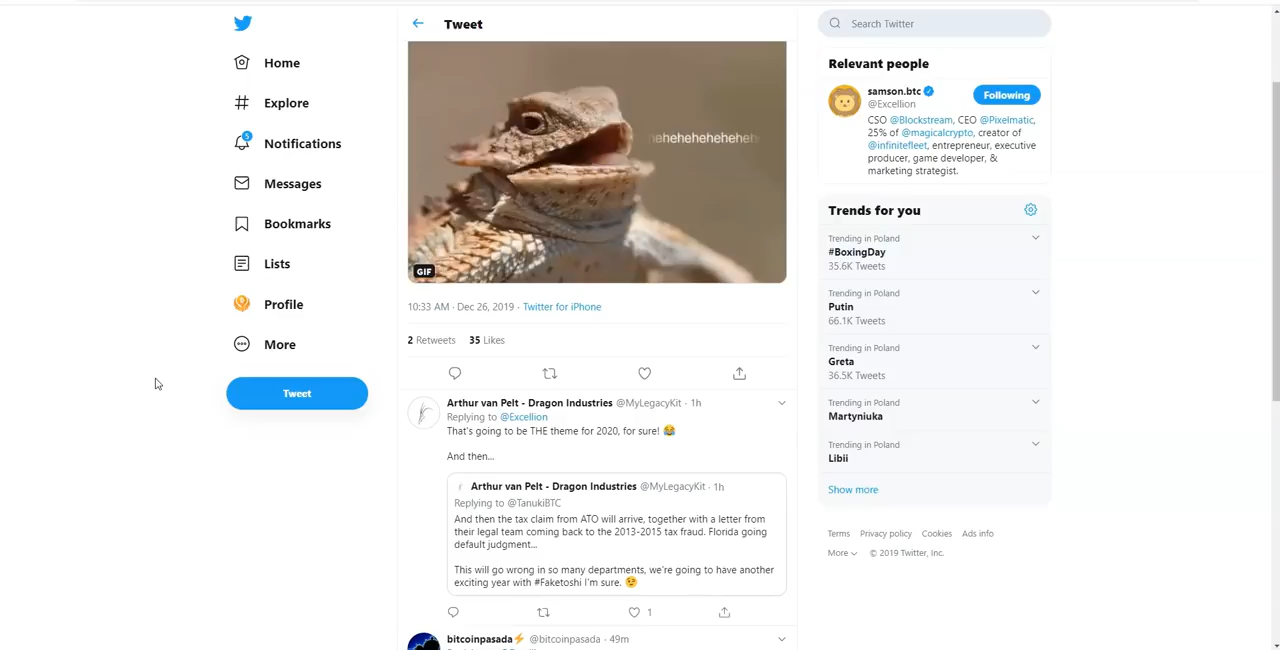 Tweet
Search Twitter
Home
Explore
5
Notifications
Messages
Bookmarks
Lists
Profile
More
Tweet
hehehehehehehe
GIF
10:33 AM · Dec 26, 2019 · Twitter for iPhone
2 Retweets 35 Likes
Arthur van Pelt - Dragon Industries @MyLegacyKit · 1h
Replying to @Excellion
That's going to be THE theme for 2020, for sure! 😂
And then...
Arthur van Pelt - Dragon Industries @MyLegacyKit · 1h
Replying to @TanukiBTC
And then the tax claim from ATO will arrive, together with a letter from
their legal team coming back to the 2013-2015 tax fraud. Florida going
default judgment...
This will go wrong in so many departments, we're going to have another
exciting year with #Faketoshi I'm sure. 😉
1
bitcoinpasada⚡ @bitcoinpasada · 49m
Relevant people
samson.btc
@Excellion
Following
CSO @Blockstream, CEO @Pixelmatic,
25% of @magicalcrypto, creator of
@infinitefleet, entrepreneur, executive
producer, game developer, &
marketing strategist.
Trends for you
Trending in Poland
#BoxingDay
35.6K Tweets
Trending in Poland
Putin
66.1K Tweets
Trending in Poland
Greta
36.5K Tweets
Trending in Poland
Martyniuka
Trending in Poland
Libii
Show more
Terms Privacy policy Cookies Ads info
More © 2019 Twitter, Inc.